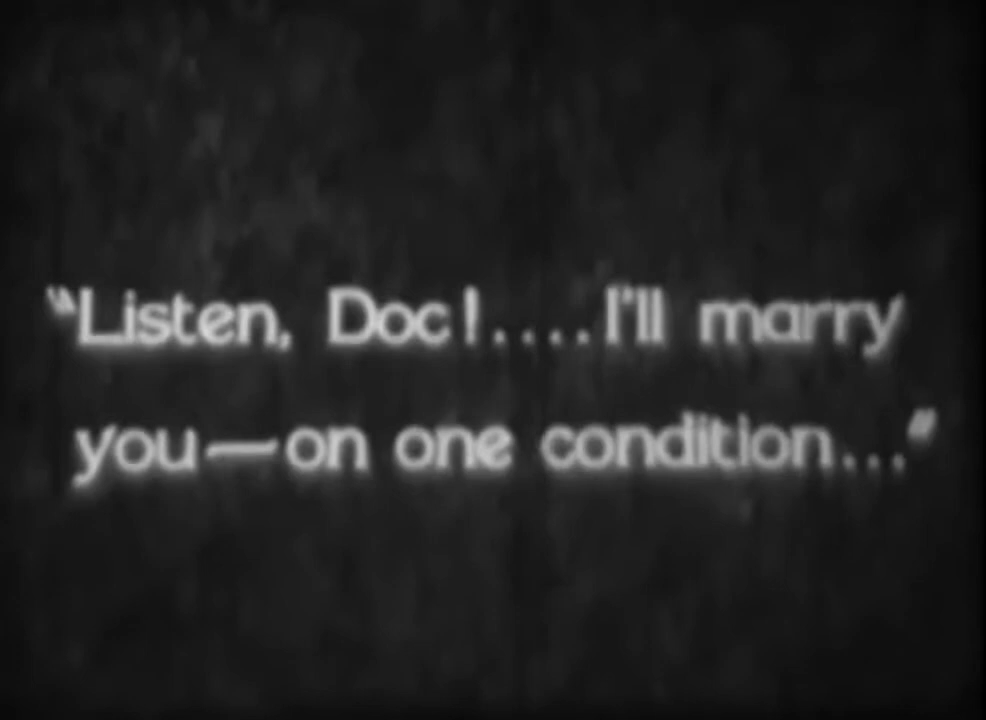 “Listen, Doc!....I'll marry
you—on one condition...”